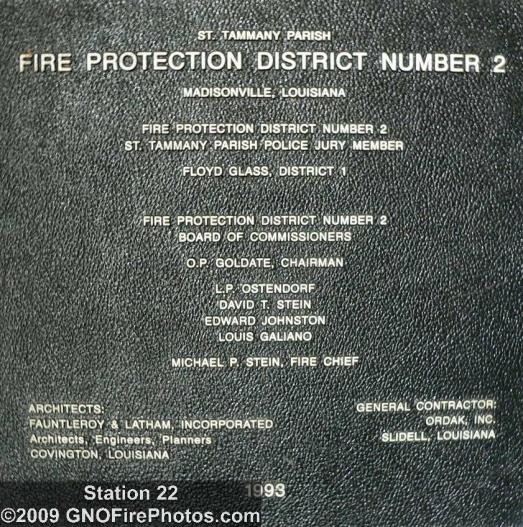 ST. TAMMANY PARISH
FIRE PROTECTION DISTRICT NUMBER 2
MADISONVILLE, LOUISIANA
FIRE PROTECTION DISTRICT NUMBER 2
ST. TAMMANY PARISH POLICE JURY MEMBER
FLOYD GLASS, DISTRICT 1
FIRE PROTECTION DISTRICT NUMBER 2
BOARD OF COMMISSIONERS
O.P. GOLDATE, CHAIRMAN
L.P. OSTENDORF
DAVID T. STEIN
EDWARD JOHNSTON
LOUIS GALIANO
MICHAEL P. STEIN, FIRE CHIEF
ARCHITECTS:
FAUNTLEROY & LATHAM, INCORPORATED
Architects, Engineers, Planners
COVINGTON, LOUISIANA
GENERAL CONTRACTOR:
ORDAK, INC.
SLIDELL, LOUISIANA
1993
Station 22
©2009 GNOFirePhotos.com